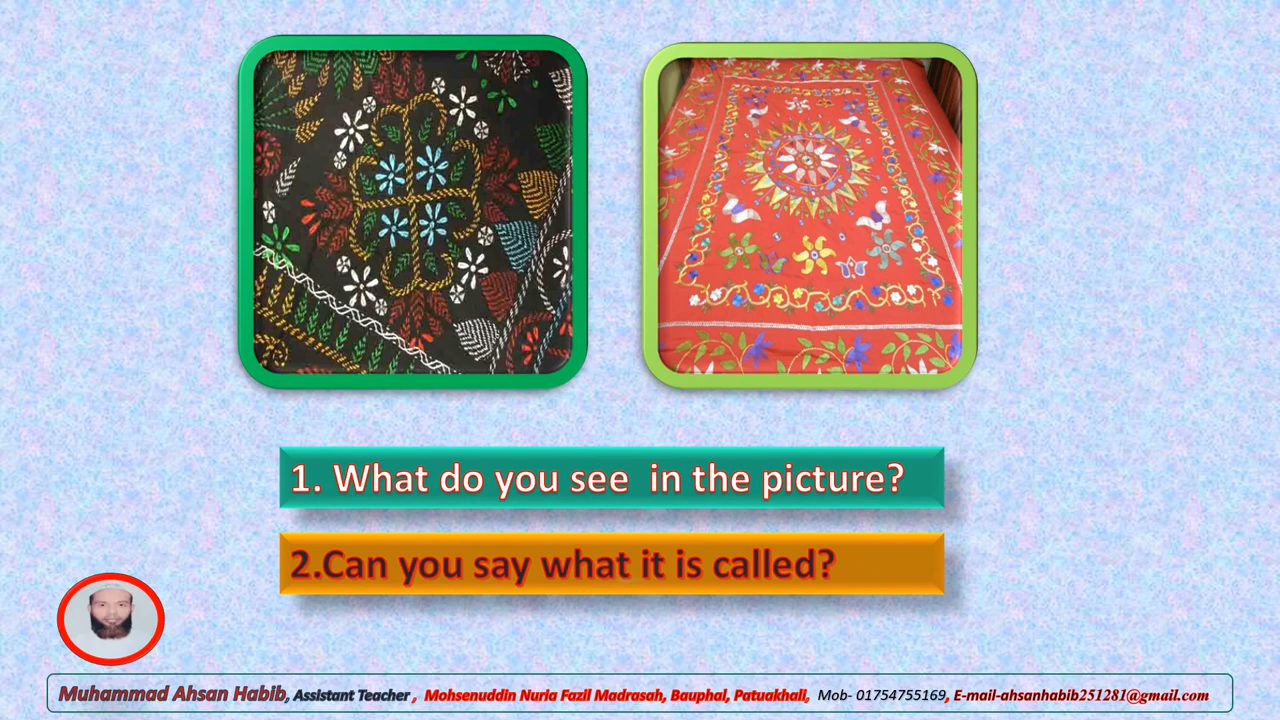 1. What do you see  in the picture?
2.Can you say what it is called?
Muhammad Ahsan Habib, Assistant Teacher ,  Mohsenuddin Nuria Fazil Madrasah, Bauphal, Patuakhali,  Mob- 01754755169, E-mail-ahsanhabib251281@gmail.com